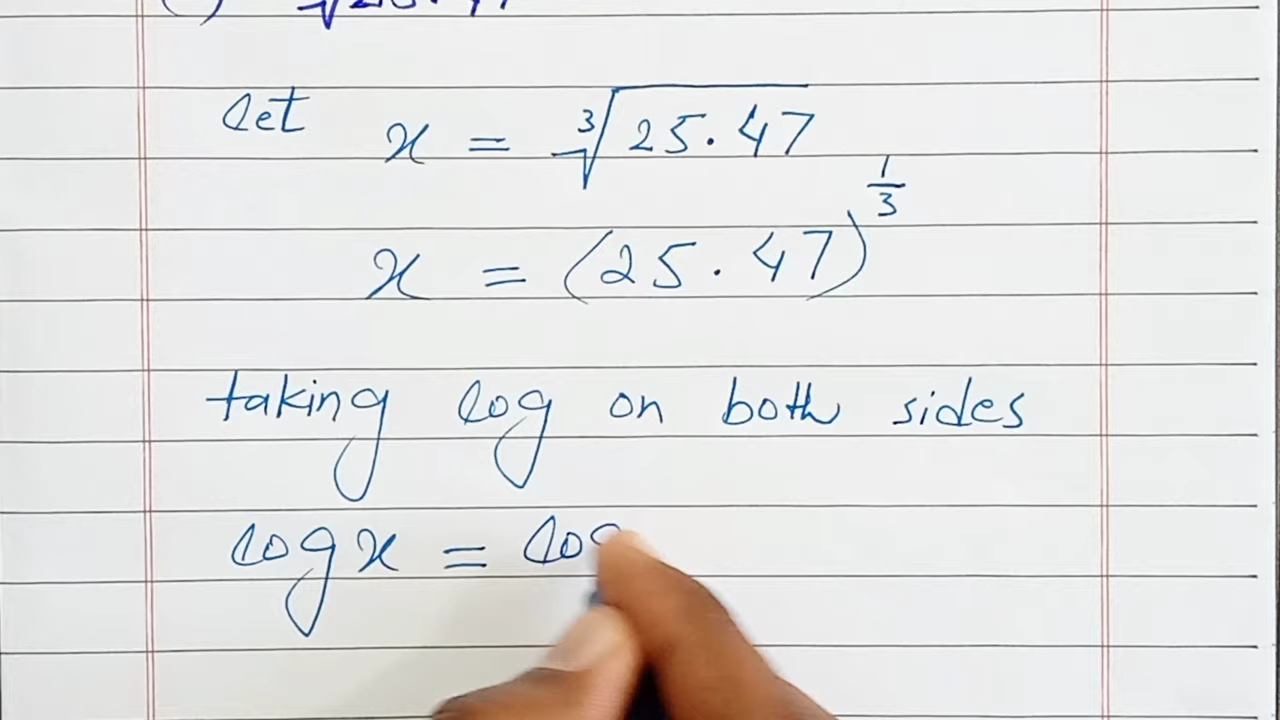 let x = ∛25.47
x = (25.47)^(1/3)
taking log on both sides
log x = log